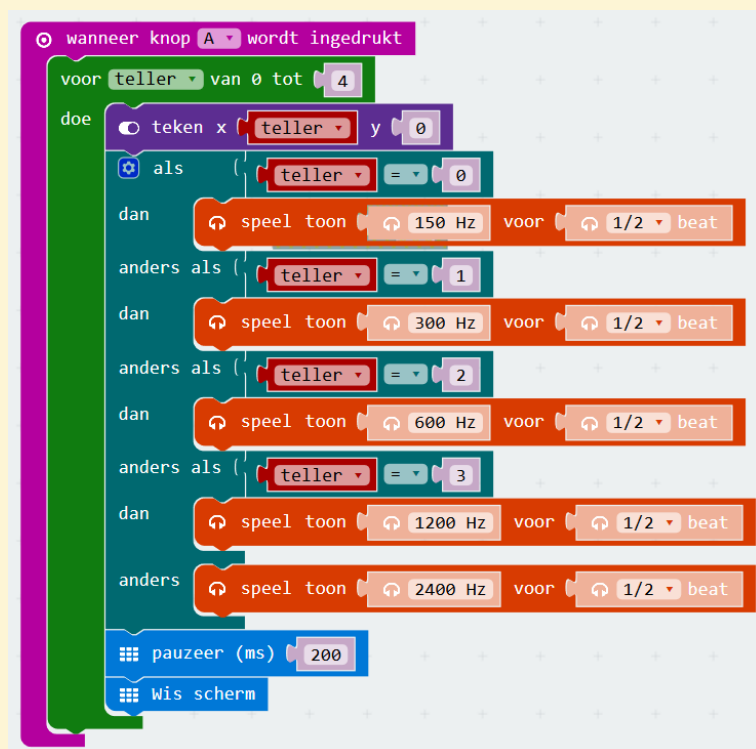 wanneer knop A wordt ingedrukt
voor teller van 0 tot 4
doe teken x teller y 0
als teller = 0
dan speel toon 150 Hz voor 1/2 beat
anders als teller = 1
dan speel toon 300 Hz voor 1/2 beat
anders als teller = 2
dan speel toon 600 Hz voor 1/2 beat
anders als teller = 3
dan speel toon 1200 Hz voor 1/2 beat
anders speel toon 2400 Hz voor 1/2 beat
pauzeer (ms) 200
Wis scherm